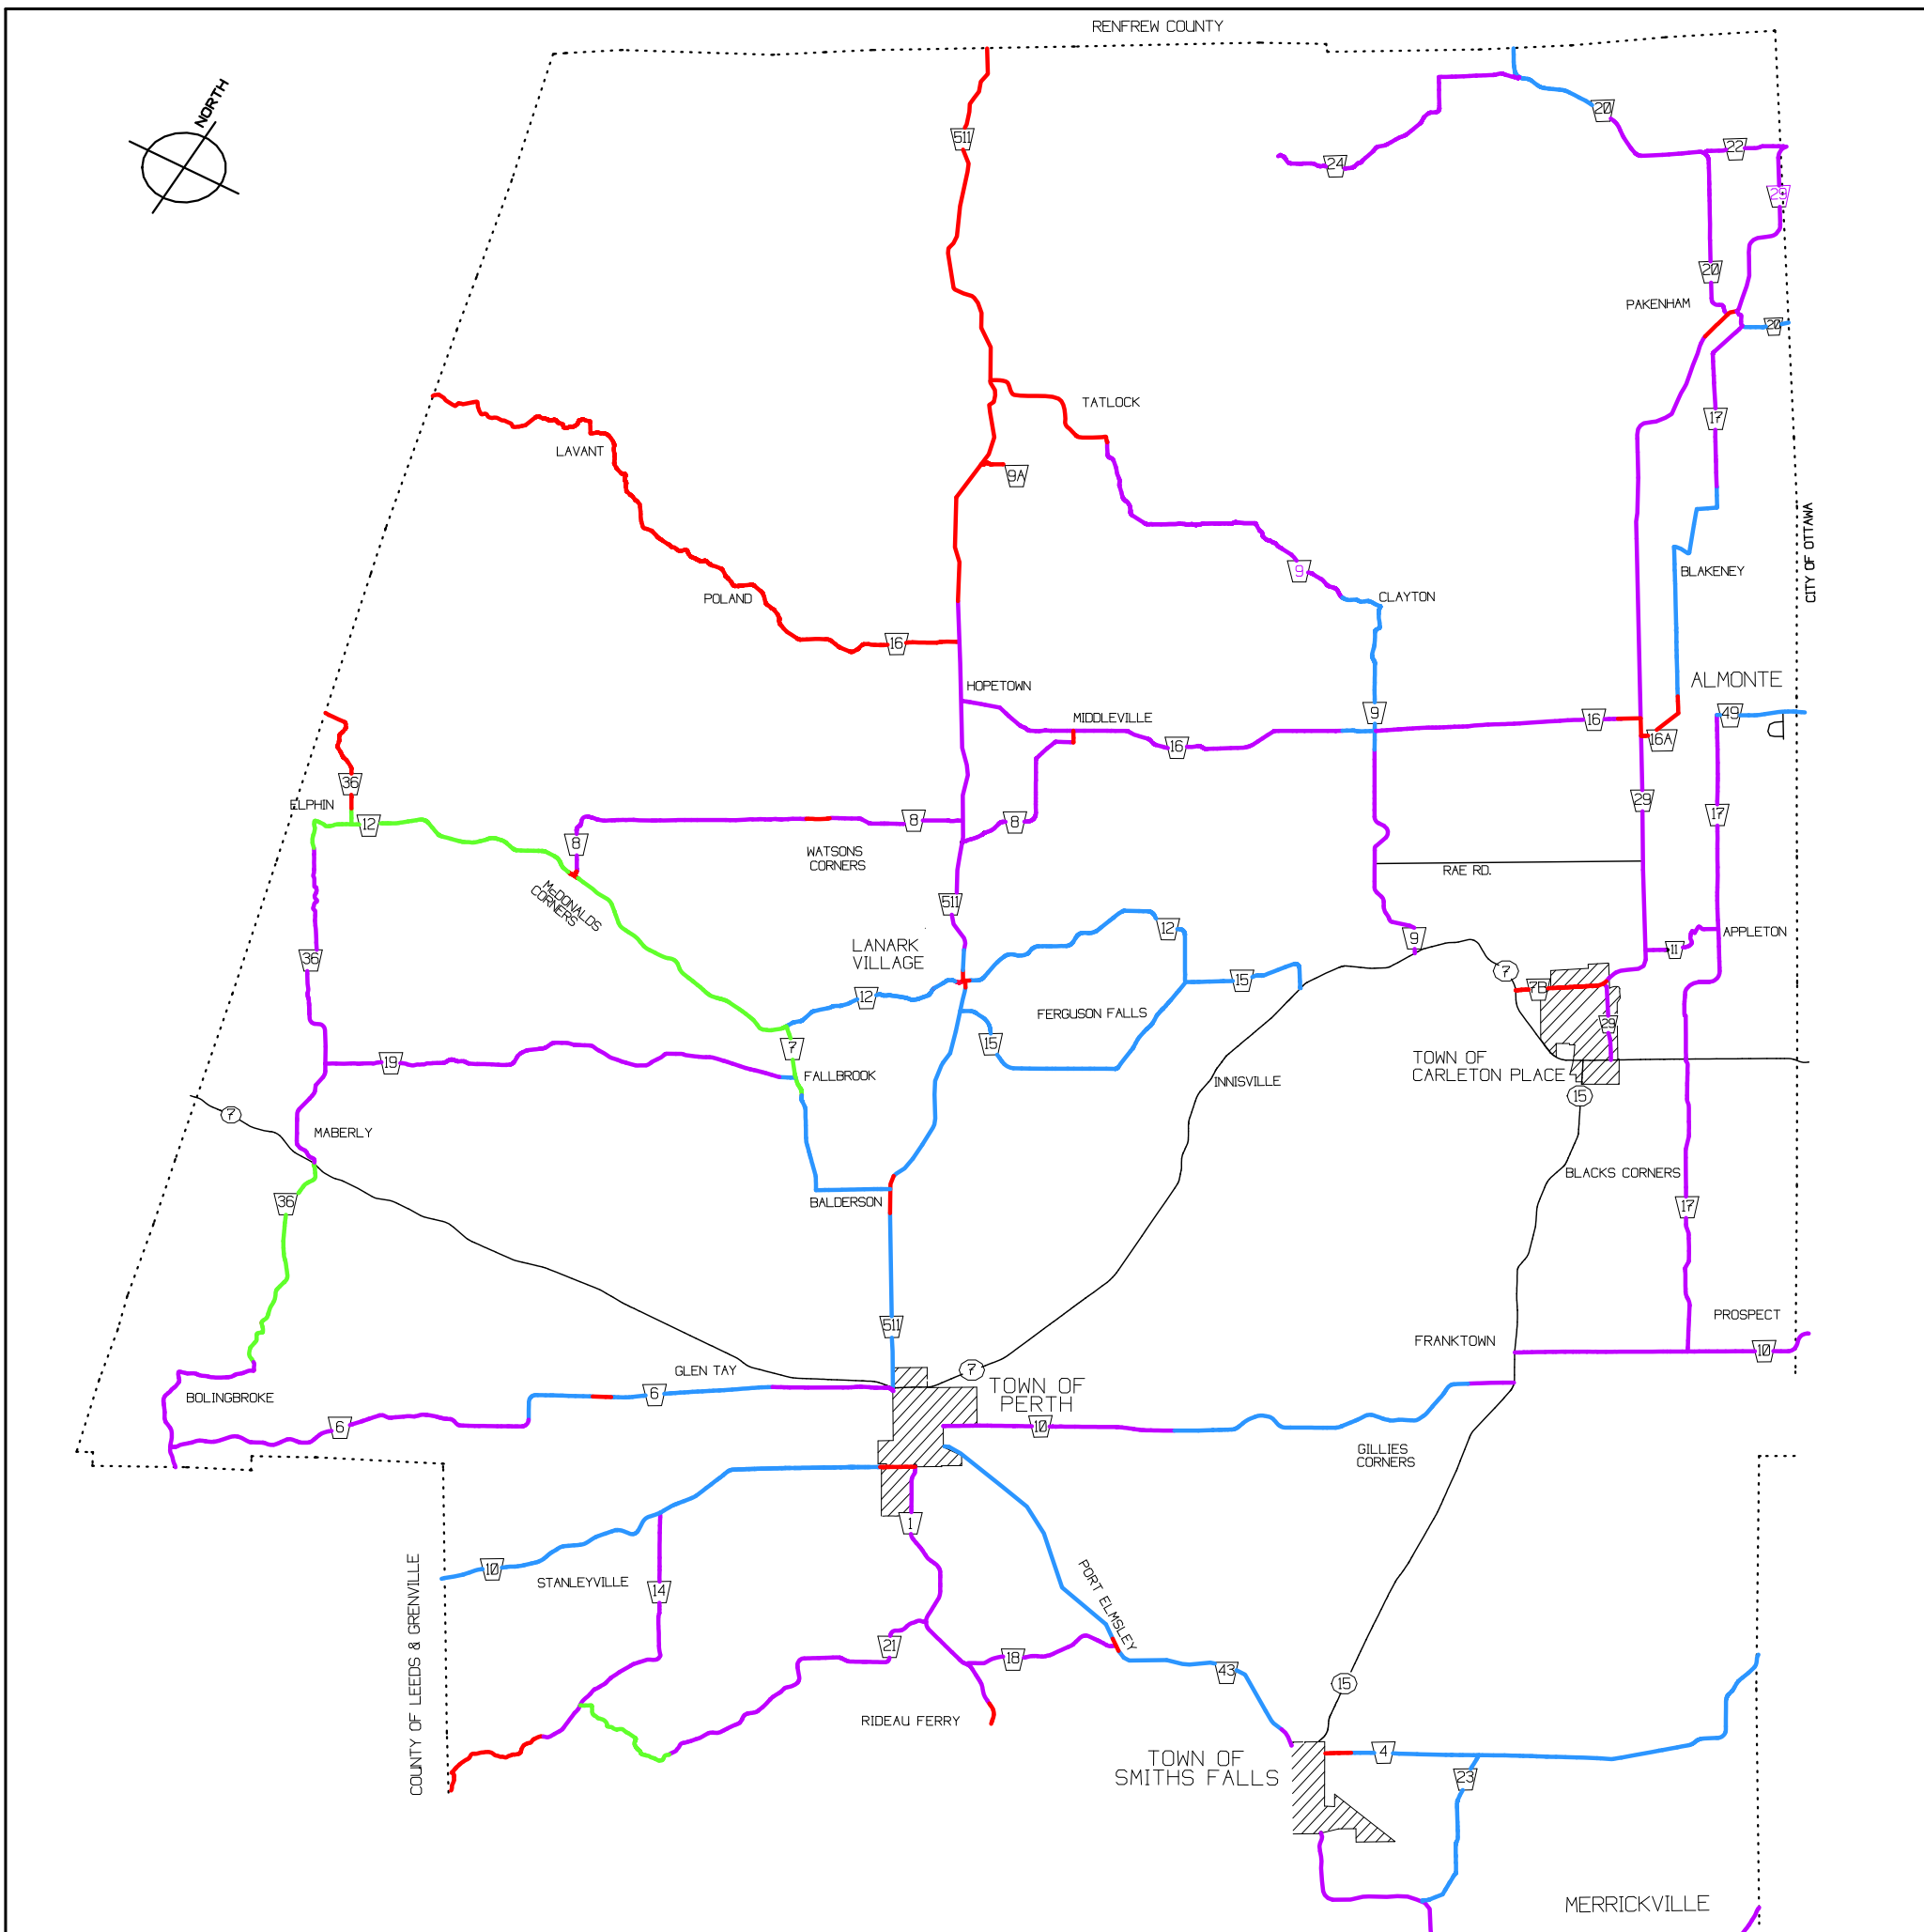 RENFREW COUNTY
NORTH
511
20
24
22
29
20
PAKENHAM
20
TATLOCK
17
LAVANT
9A
CITY OF OTTAWA
9
BLAKENEY
POLAND
CLAYTON
16
HOPETOWN
ALMONTE
MIDDLEVILLE
9
16
49
16
16A
36
ELPHIN
12
8
8
29
17
8
WATSONS
CORNERS
RAE RD.
McDONALDS
CORNERS
511
12
LANARK
VILLAGE
9
11
APPLETON
36
7
15
7B
12
FERGUSON FALLS
29
15
7
19
FALLBROOK
INNISVILLE
TOWN OF
CARLETON PLACE
15
7
MABERLY
BLACKS CORNERS
36
BALDERSON
17
511
PROSPECT
FRANKTOWN
10
GLEN TAY
7
TOWN OF
PERTH
BOLINGBROKE
6
6
10
GILLIES
CORNERS
1
10
STANLEYVILLE
14
PORT ELMSLEY
COUNTY OF LEEDS & GRENVILLE
21
18
43
15
RIDEAU FERRY
TOWN OF
SMITHS FALLS
4
23
MERRICKVILLE